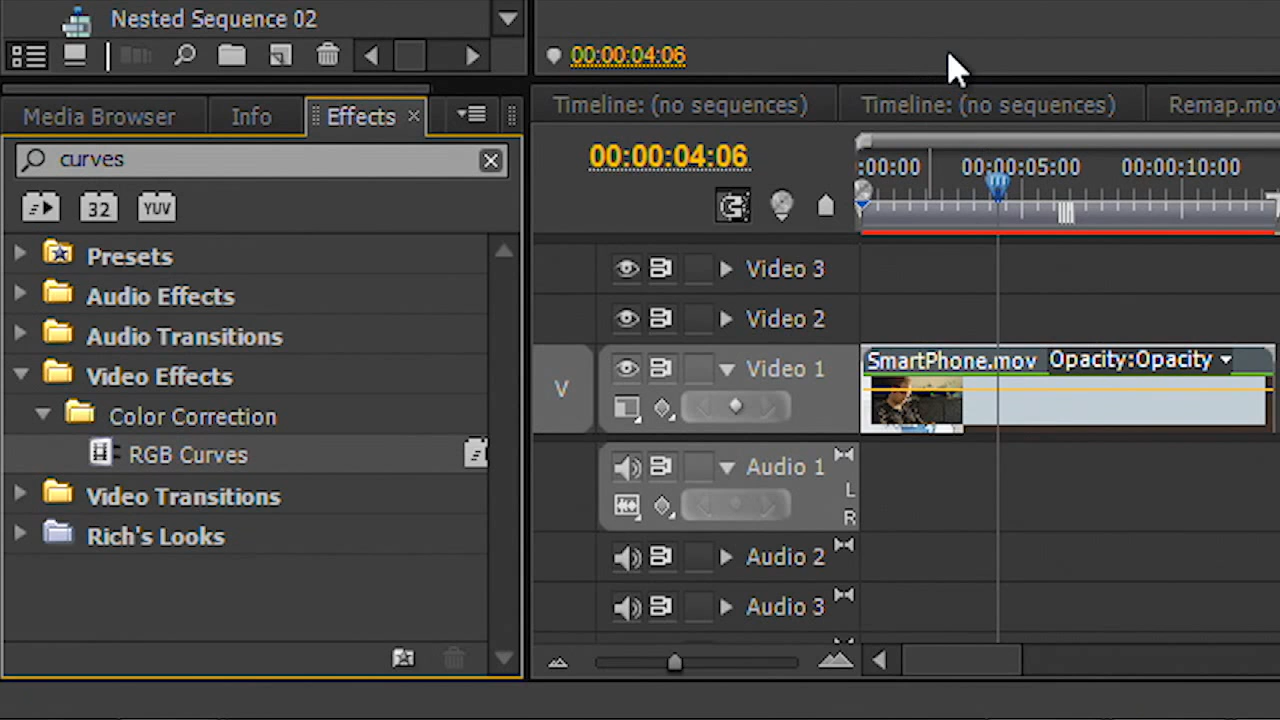 Nested Sequence 02
00:00:04:06
Media Browser
Info
Effects
Timeline: (no sequences)
Timeline: (no sequences)
Remap.mov
curves
00:00:04:06
:00:00
00:00:05:00
00:00:10:00
32
YUV
Presets
Audio Effects
Audio Transitions
Video Effects
Color Correction
RGB Curves
Video Transitions
Rich's Looks
Video 3
Video 2
V
Video 1
SmartPhone.mov Opacity:Opacity
Audio 1
L
R
Audio 2
Audio 3